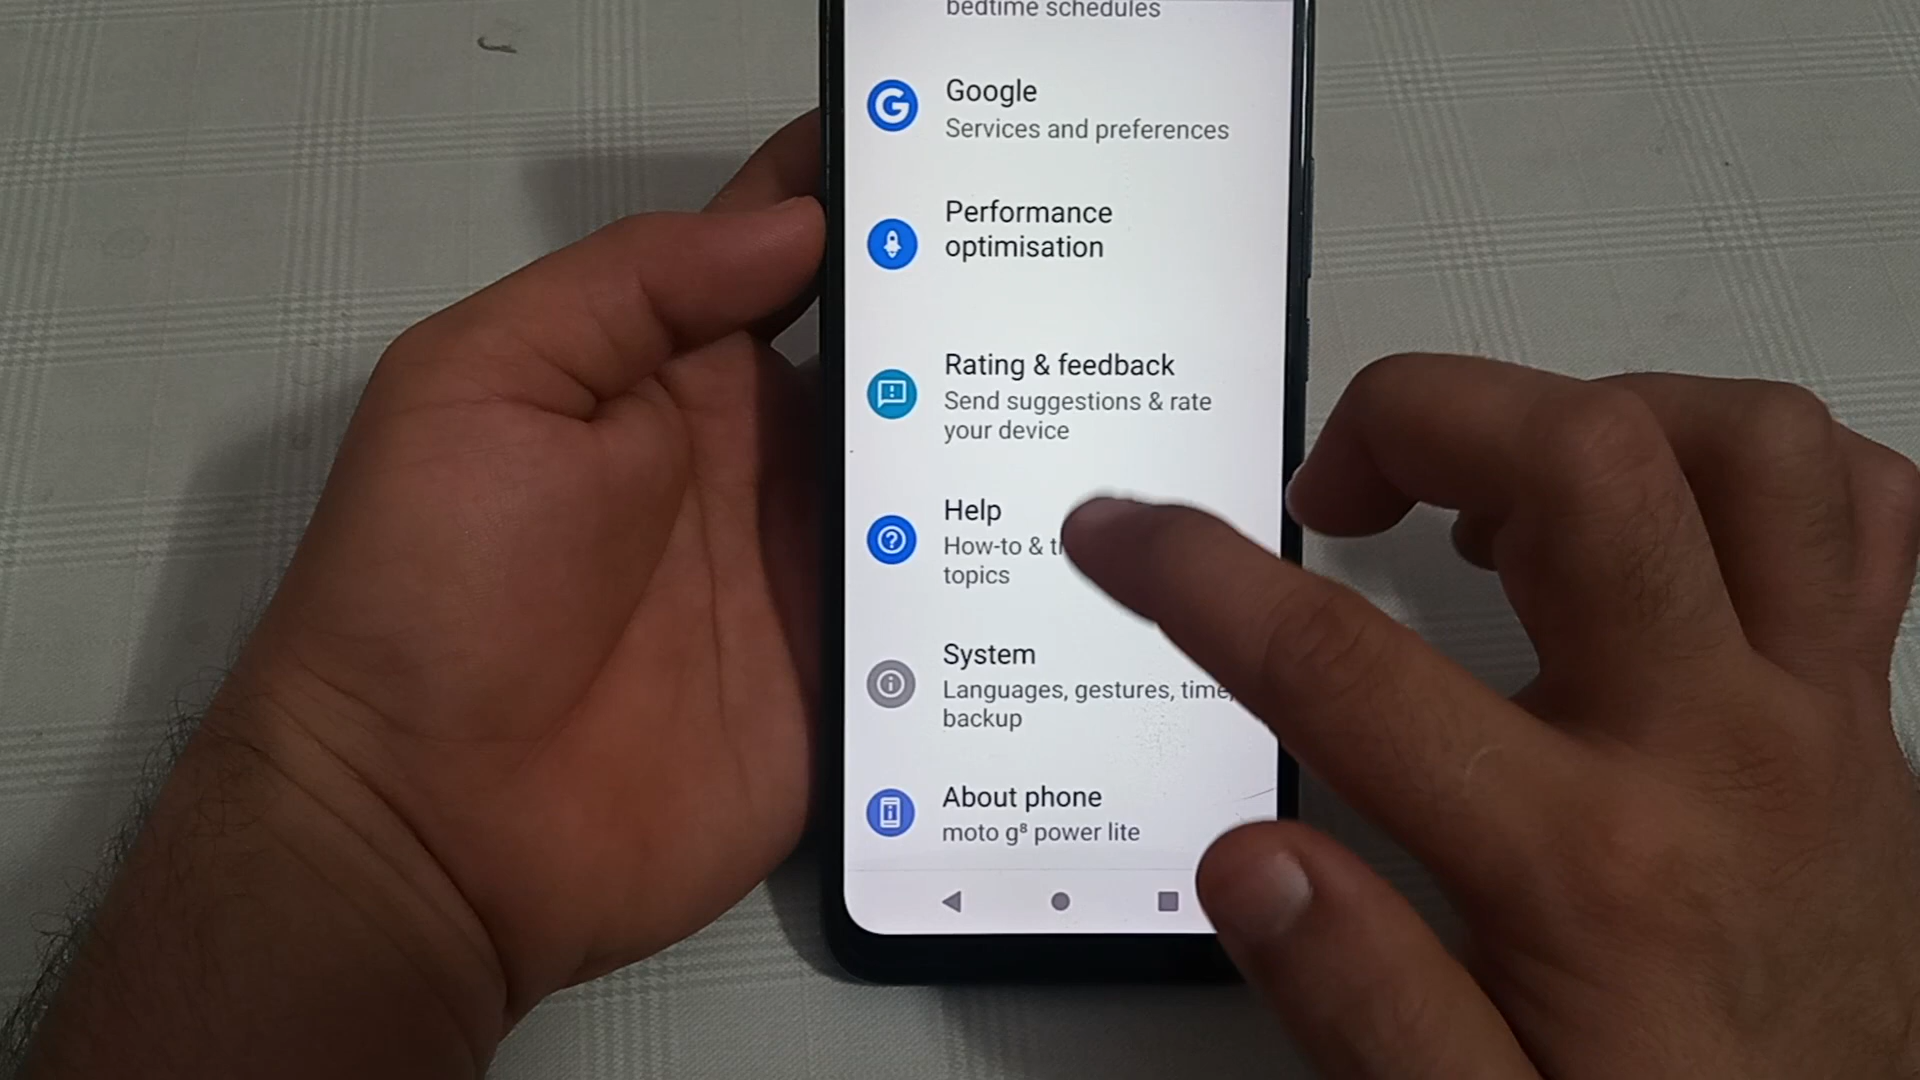 bedtime schedules
Google
Services and preferences
Performance
optimisation
Rating & feedback
Send suggestions & rate
your device
Help
How-to &
topics
System
Languages, gestures, time,
backup
About phone
moto g⁸ power lite